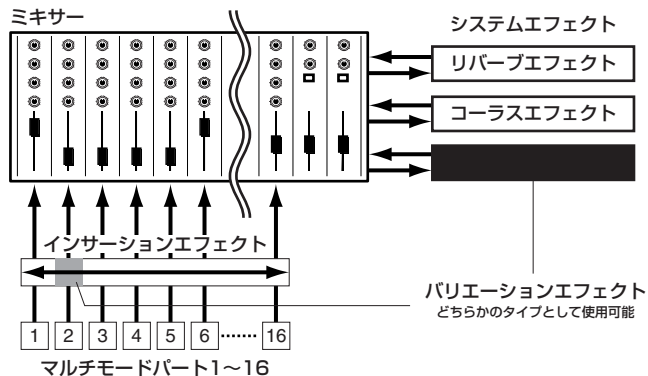 ミキサー
システムエフェクト
リバーブエフェクト
コーラスエフェクト
インサーションエフェクト
バリエーションエフェクト
どちらかのタイプとして使用可能
1 2 3 4 5 6 ........ 16
マルチモードパート1〜16